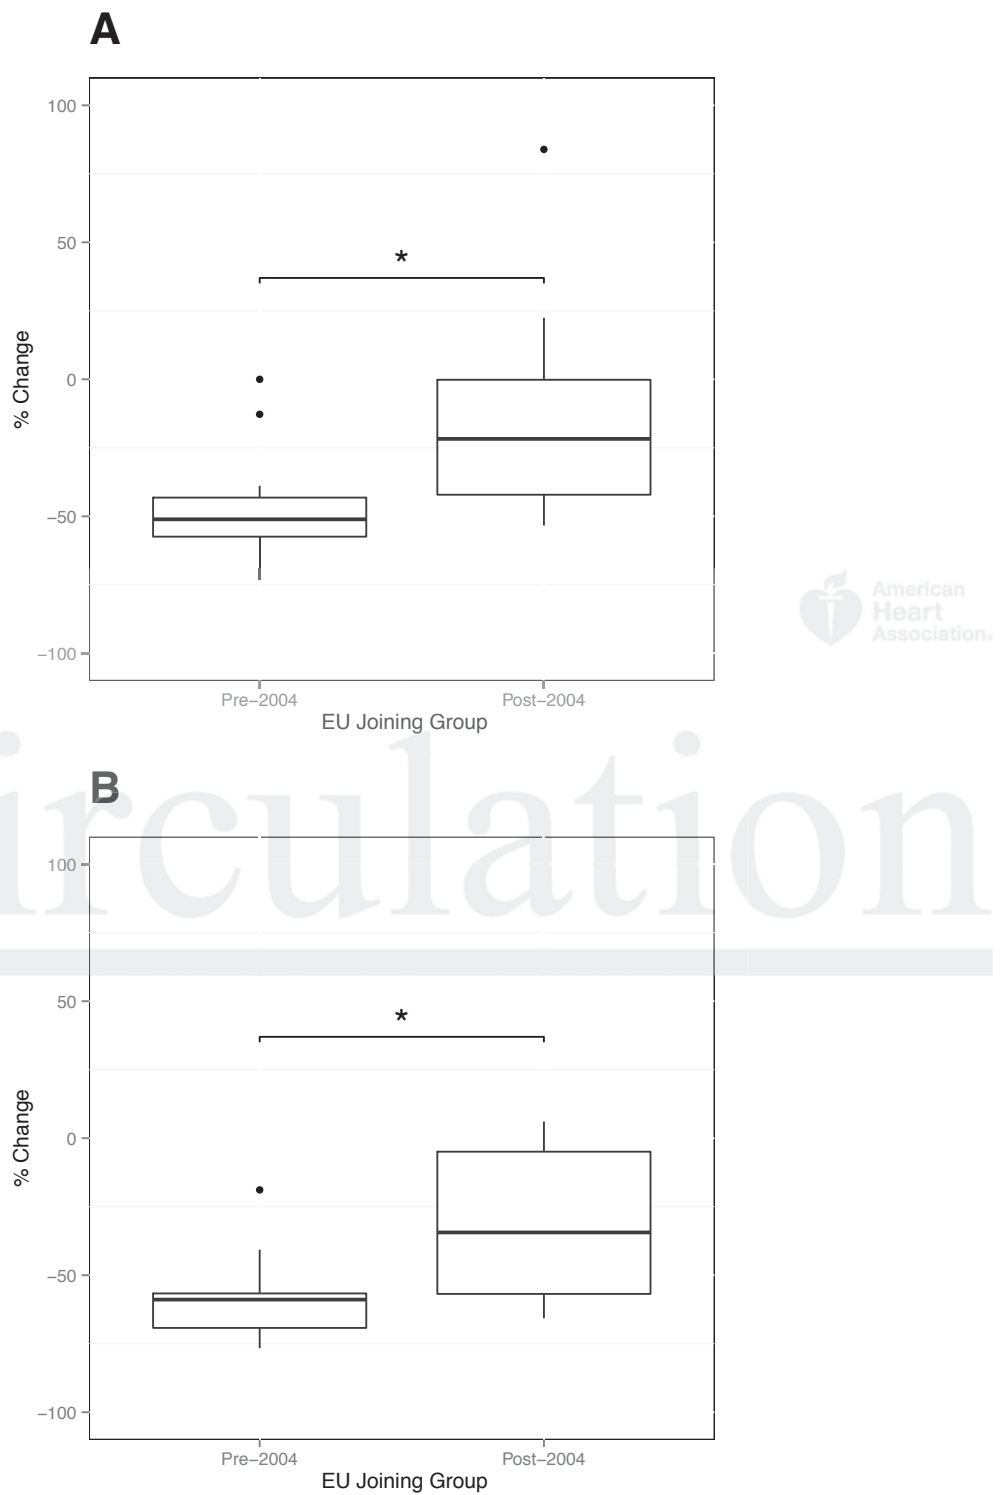 A
100
50
*
0
−50
−100
% Change
Pre−2004
Post−2004
EU Joining Group
American
Heart
Association®
B
irculation
100
50
*
0
−50
−100
% Change
Pre−2004
Post−2004
EU Joining Group